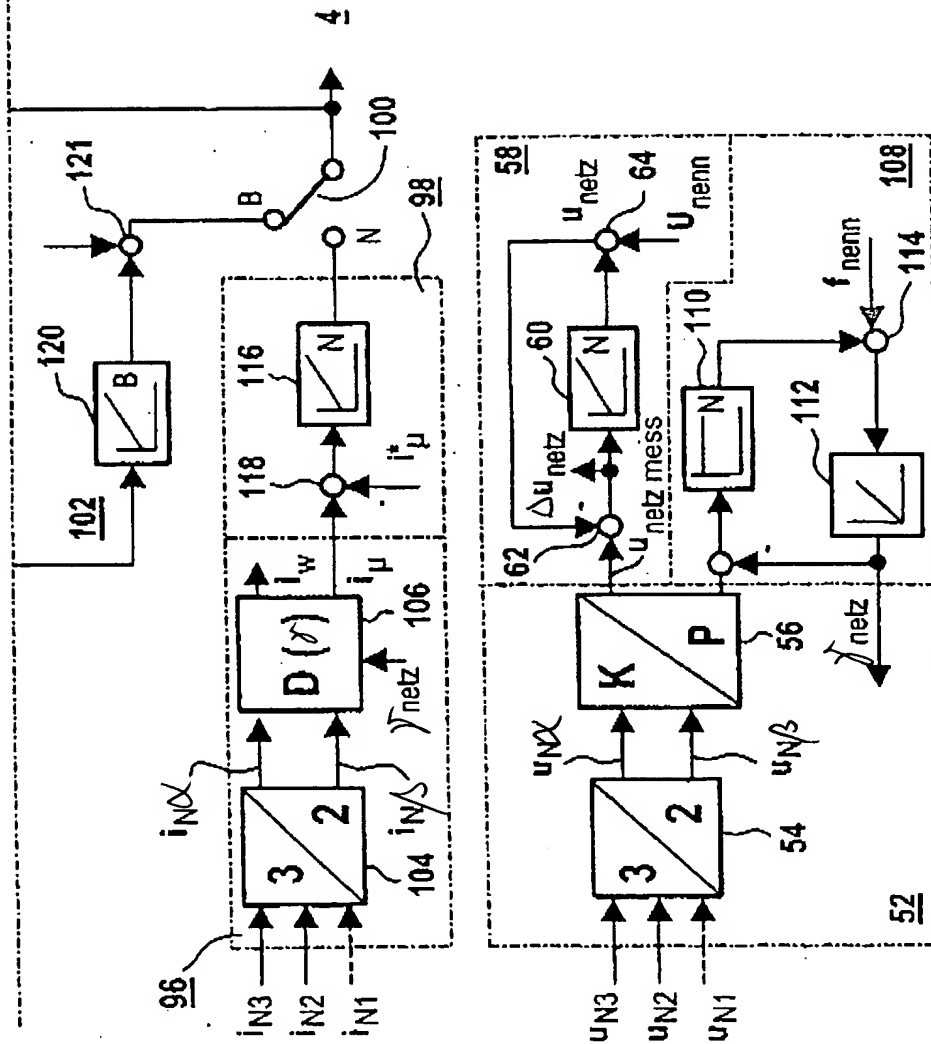 4
121
B
100
120
B
102
98
N
116
N
118
i*μ
iw
iμ
106
D (γ)
γnetz
iNα
iNβ
3
2
104
96
iN3
iN2
iN1
58
unetz
64
Unenn
60
N
Δunetz
62
unetz mess
108
fnenn
114
110
N
112
γnetz
K
P
56
uNα
uNβ
3
2
54
52
uN3
uN2
uN1